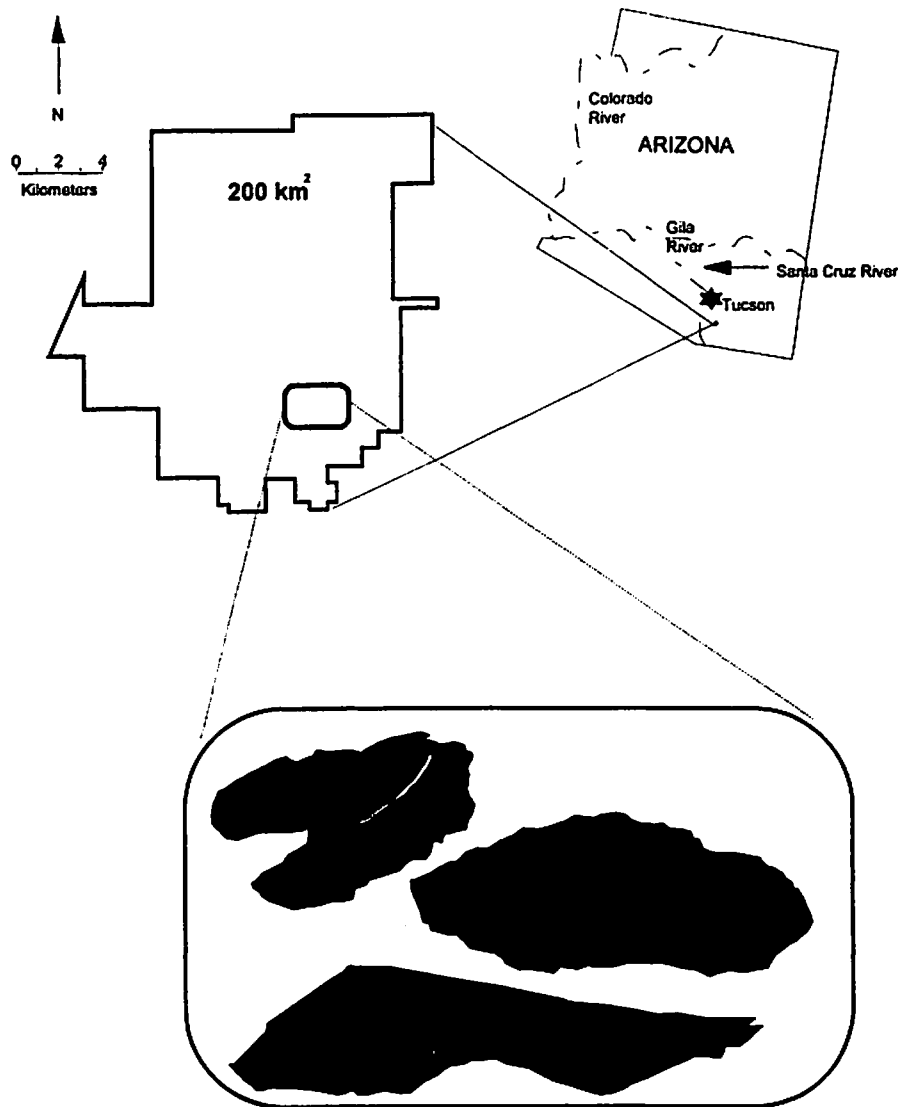 N
0 2 4
Kilometers
200 km²
Colorado
River
ARIZONA
Gila
River
Santa Cruz River
Tucson